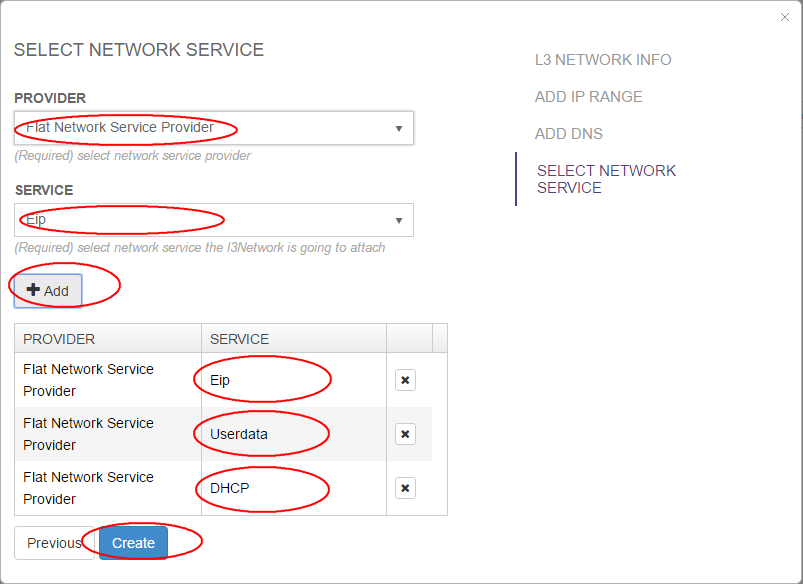 SELECT NETWORK SERVICE
PROVIDER
Flat Network Service Provider
(Required) select network service provider
SERVICE
Eip
(Required) select network service the l3Network is going to attach
Add
PROVIDER SERVICE
Flat Network Service
Provider
Eip
Flat Network Service
Provider
Userdata
Flat Network Service
Provider
DHCP
Previous Create
L3 NETWORK INFO
ADD IP RANGE
ADD DNS
SELECT NETWORK
SERVICE